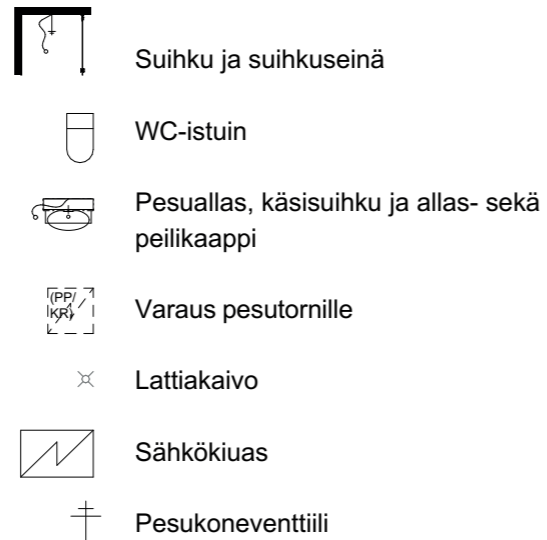 Suihku ja suihkuseinä
WC-istuin
Pesuallas, käsisuihku ja allas- sekä
peilikaappi
(PP/
KR)
Varaus pesutornille
Lattiakaivo
Sähkökiuas
Pesukoneventtiili